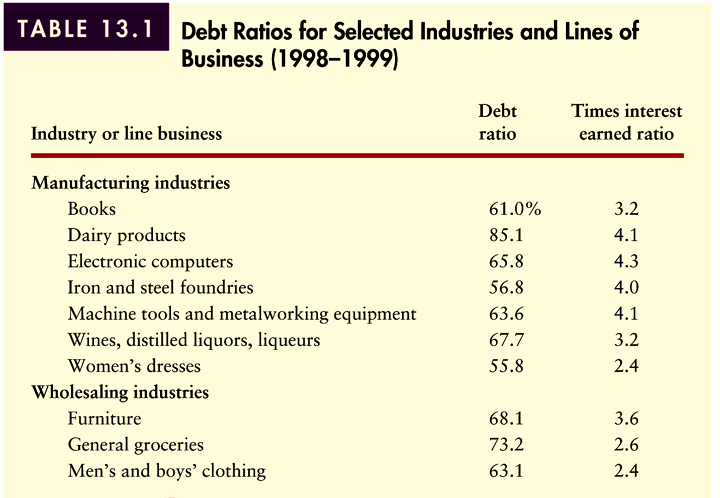 TABLE 13.1 Debt Ratios for Selected Industries and Lines of
Business (1998–1999)
Debt Times interest
Industry or line business ratio earned ratio
Manufacturing industries
Books 61.0% 3.2
Dairy products 85.1 4.1
Electronic computers 65.8 4.3
Iron and steel foundries 56.8 4.0
Machine tools and metalworking equipment 63.6 4.1
Wines, distilled liquors, liqueurs 67.7 3.2
Women’s dresses 55.8 2.4
Wholesaling industries
Furniture 68.1 3.6
General groceries 73.2 2.6
Men’s and boys’ clothing 63.1 2.4